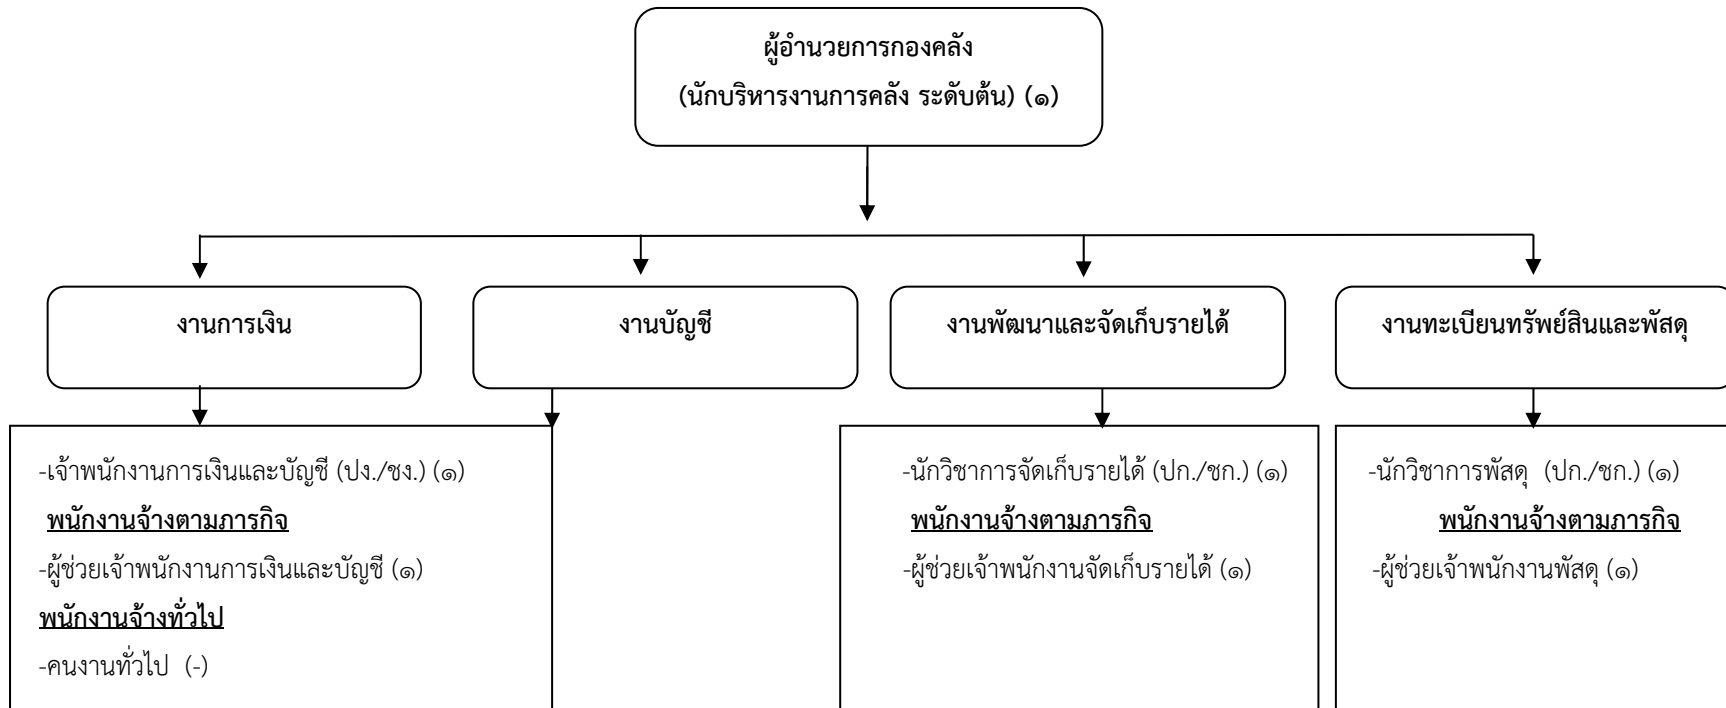 ผู้อำนวยการกองคลัง
(นักบริหารงานการคลัง ระดับต้น) (๑)
งานการเงิน
งานบัญชี
งานพัฒนาและจัดเก็บรายได้
งานทะเบียนทรัพย์สินและพัสดุ
-เจ้าพนักงานการเงินและบัญชี (ปง./ชง.) (๑)
พนักงานจ้างตามภารกิจ
-ผู้ช่วยเจ้าพนักงานการเงินและบัญชี (๑)
พนักงานจ้างทั่วไป
-คนงานทั่วไป (-)
-นักวิชาการจัดเก็บรายได้ (ปก./ชก.) (๑)
พนักงานจ้างตามภารกิจ
-ผู้ช่วยเจ้าพนักงานจัดเก็บรายได้ (๑)
-นักวิชาการพัสดุ (ปก./ชก.) (๑)
พนักงานจ้างตามภารกิจ
-ผู้ช่วยเจ้าพนักงานพัสดุ (๑)